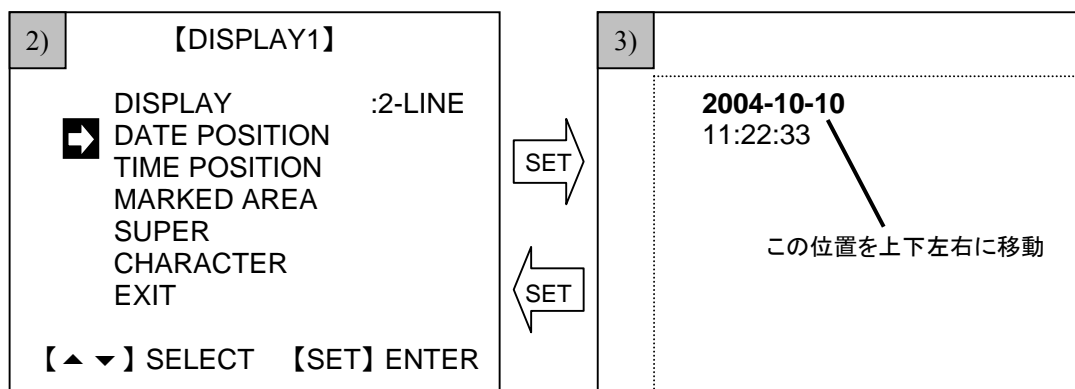 2)
【DISPLAY1】
DISPLAY :2-LINE
DATE POSITION
TIME POSITION
MARKED AREA
SUPER
CHARACTER
EXIT
【▲ ▼】SELECT 【SET】ENTER
SET
SET
3)
2004-10-10
11:22:33
この位置を上下左右に移動